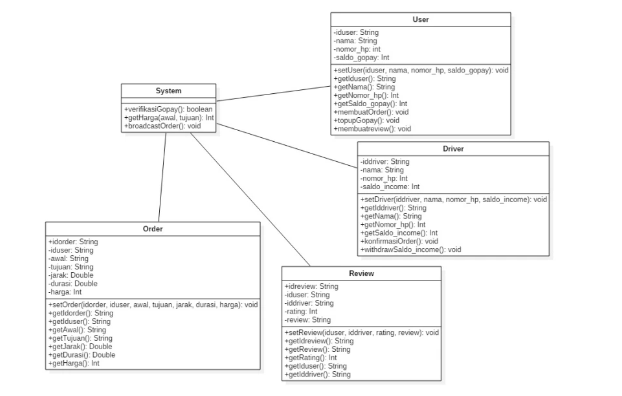 User
-iduser: String
-nama: String
-nomor_hp: int
-saldo_gopay: Int
+setUser(iduser, nama, nomor_hp, saldo_gopay): void
+getIduser(): String
+getNama(): String
+getNomor_hp(): Int
+getSaldo_gopay(): Int
+membuatOrder(): void
+topupGopay(): void
+membuatreview(): void
System
+verifikasiGopay(): boolean
+getHarga(awal, tujuan): Int
+broadcastOrder(): void
Driver
-iddriver: String
-nama: String
-nomor_hp: Int
-saldo_income: Int
+setDriver(iddriver, nama, nomor_hp, saldo_income): void
+getIddriver(): String
+getNama(): String
+getNomor_hp(): Int
+getSaldo_income(): Int
+konfirmasiOrder(): void
+withdrawSaldo_income(): void
Order
+idorder: String
-iduser: String
-awal: String
-tujuan: String
-jarak: Double
-durasi: Double
-harga: Int
+setOrder(idorder, iduser, awal, tujuan, jarak, durasi, harga): void
+getIdorder(): String
+getIduser(): String
+getAwal(): String
+getTujuan(): String
+getJarak(): Double
+getDurasi(): Double
+getHarga(): Int
Review
+idreview: String
-iduser: String
-iddriver: String
-rating: Int
-review: String
+setReview(iduser, iddriver, rating, review): void
+getIdreview(): String
+getReview(): String
+getRating(): Int
+getIduser(): String
+getIddriver(): String